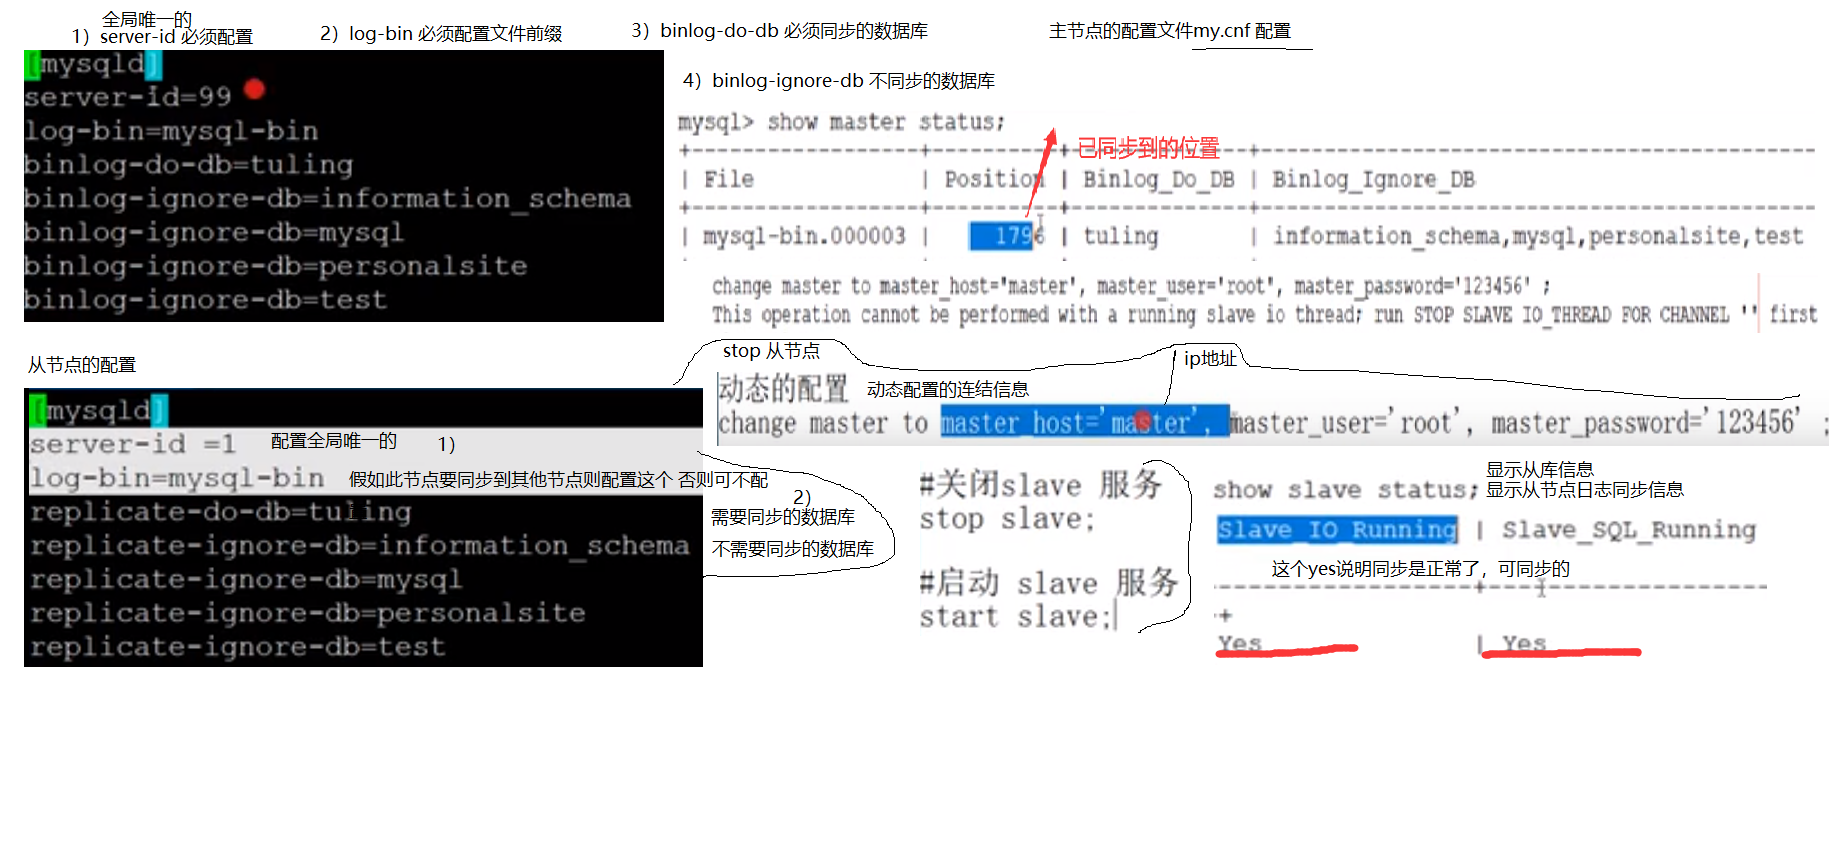 全局唯一的
1）server-id 必须配置
2）log-bin 必须配置文件前缀
3）binlog-do-db 必须同步的数据库
主节点的配置文件my.cnf 配置
[mysqld]
server-id=99
log-bin=mysql-bin
binlog-do-db=tuling
binlog-ignore-db=information_schema
binlog-ignore-db=mysql
binlog-ignore-db=personalsite
binlog-ignore-db=test
4）binlog-ignore-db 不同步的数据库
mysql> show master status;
已同步到的位置
| File | Position | Binlog_Do_DB | Binlog_Ignore_DB
| mysql-bin.000003 | 1796 | tuling | information_schema,mysql,personalsite,test
change master to master_host='master', master_user='root', master_password='123456' ;
This operation cannot be performed with a running slave io thread; run STOP SLAVE IO_THREAD FOR CHANNEL '' first
stop 从节点
ip地址
动态的配置
动态配置的连结信息
change master to master_host='master', master_user='root', master_password='123456' ;
从节点的配置
[mysqld]
server-id =1
配置全局唯一的
1）
log-bin=mysql-bin
假如此节点要同步到其他节点则配置这个 否则可不配
replicate-do-db=tuling
replicate-ignore-db=information_schema
replicate-ignore-db=mysql
replicate-ignore-db=personalsite
replicate-ignore-db=test
2）
需要同步的数据库
不需要同步的数据库
#关闭slave 服务
stop slave;
#启动 slave 服务
start slave;
显示从库信息
show slave status;
显示从节点日志同步信息
Slave_IO_Running | Slave_SQL_Running
这个yes说明同步是正常了，可同步的
Yes | Yes